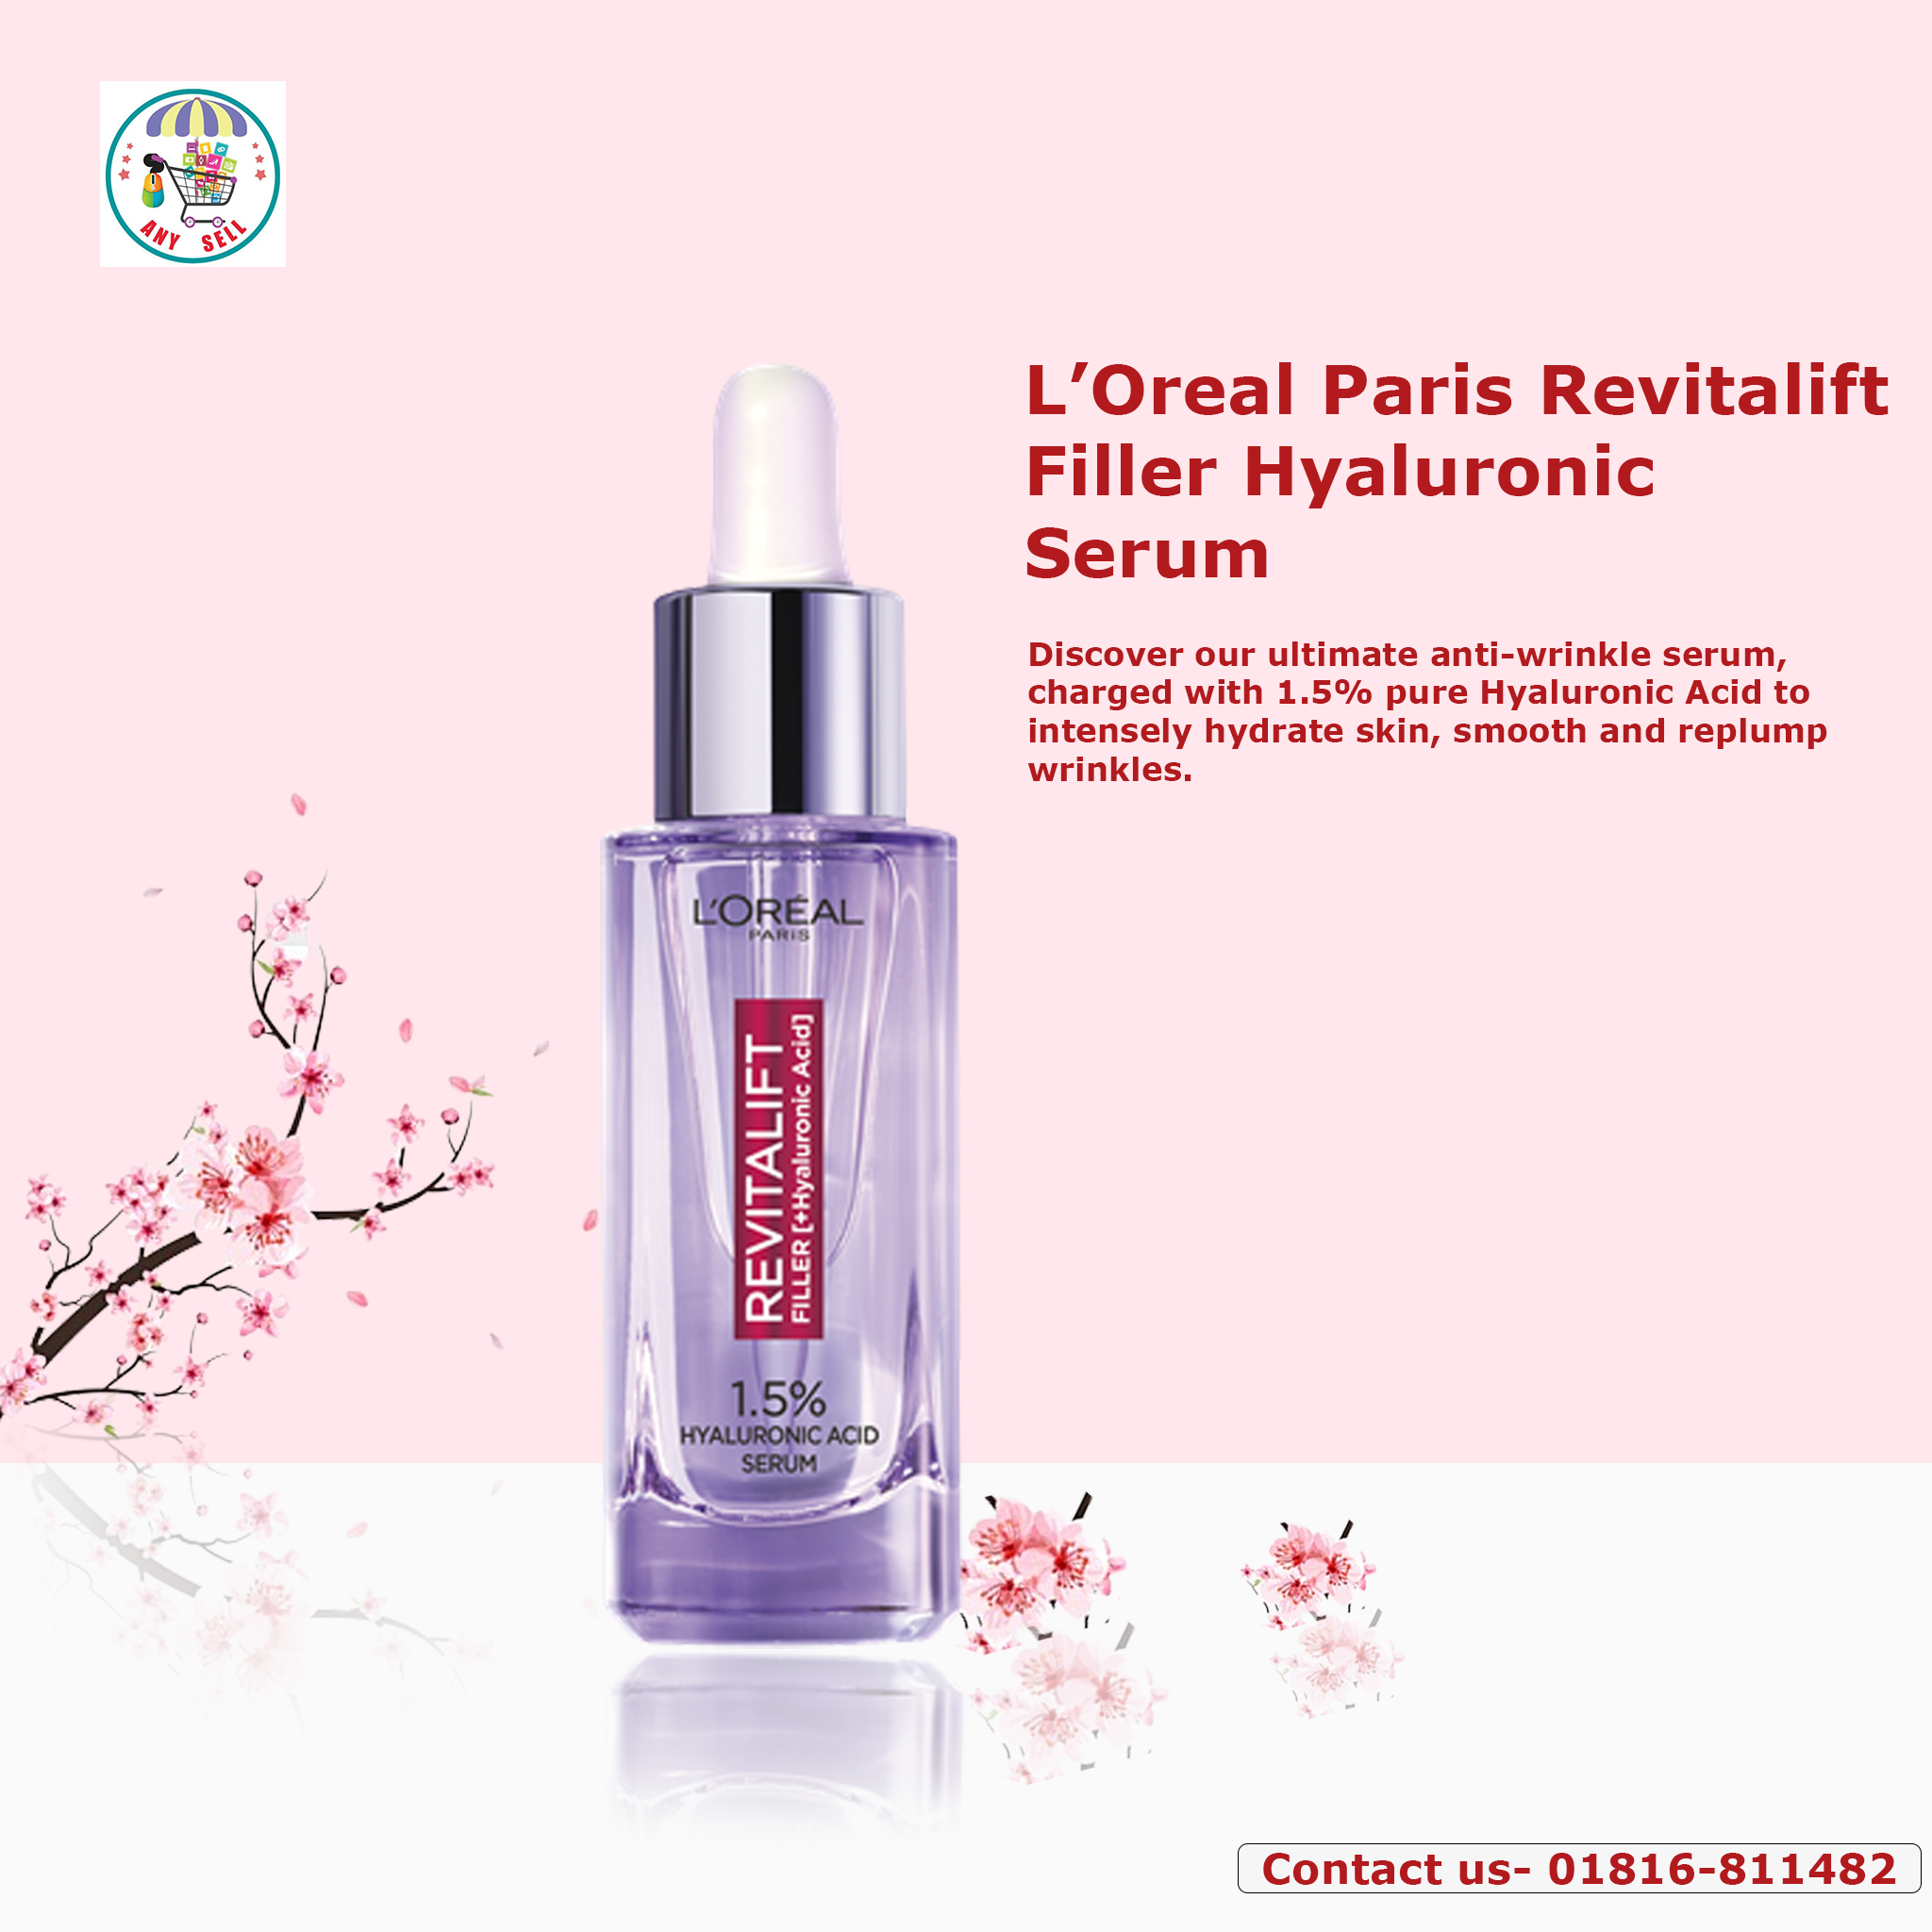 ANY SELL
L’Oreal Paris Revitalift
Filler Hyaluronic
Serum
Discover our ultimate anti-wrinkle serum,
charged with 1.5% pure Hyaluronic Acid to
intensely hydrate skin, smooth and replump
wrinkles.
L'ORÉAL
PARIS
REVITALIFT
FILLER [+Hyaluronic Acid]
1.5%
HYALURONIC ACID
SERUM
Contact us- 01816-811482